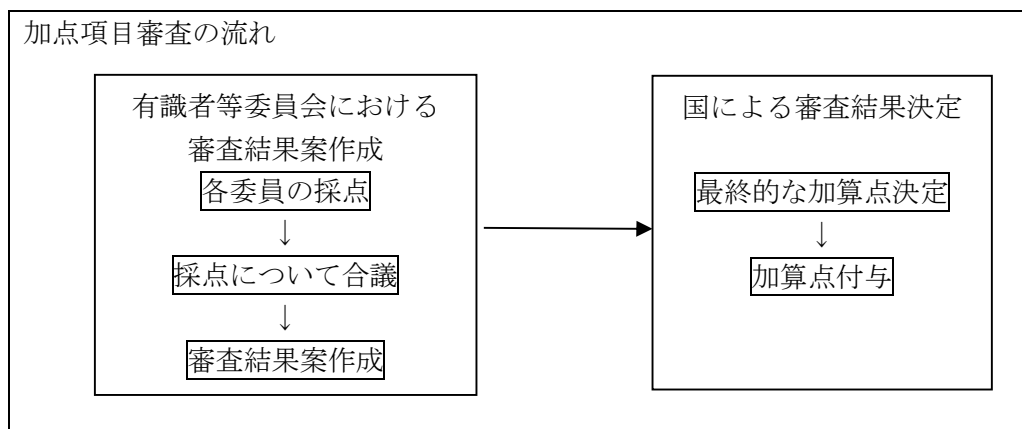 加点項目審査の流れ
有識者等委員会における
審査結果案作成
各委員の採点
↓
採点について合議
↓
審査結果案作成
国による審査結果決定
最終的な加算点決定
↓
加算点付与